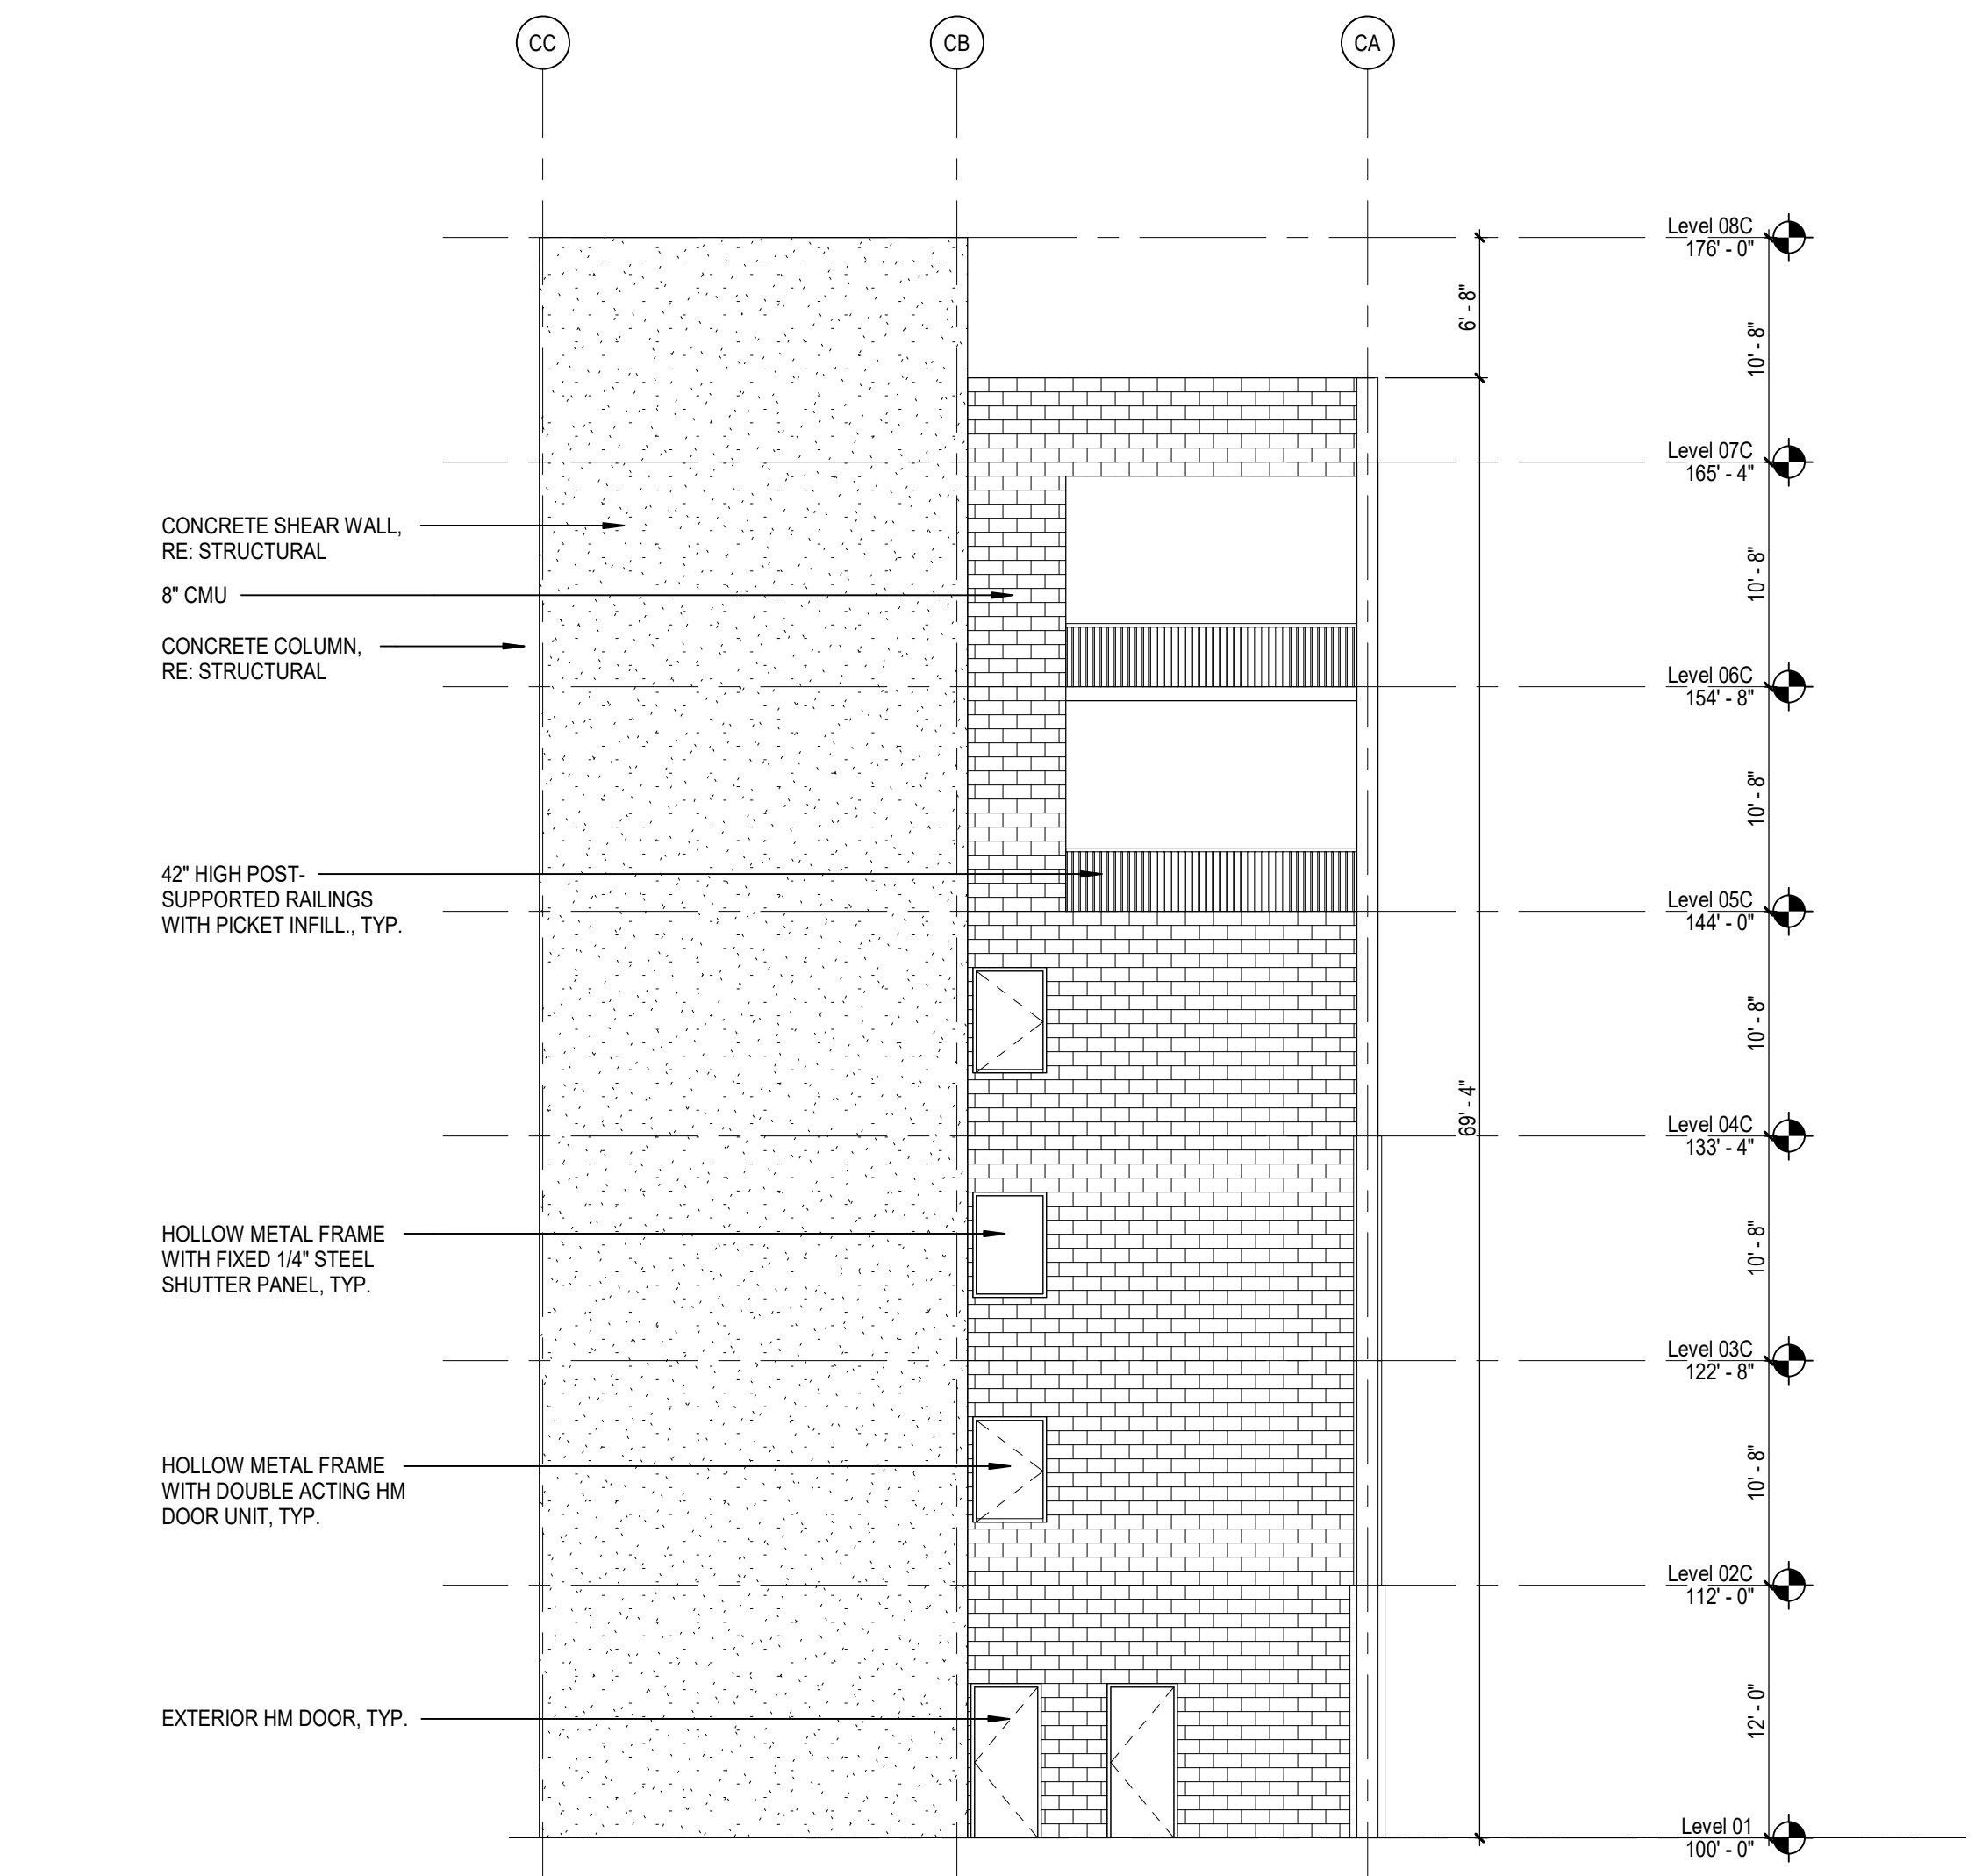 CC
CB
CA
Level 08C
176' - 0"
6' - 8"
10' - 8"
Level 07C
165' - 4"
CONCRETE SHEAR WALL,
RE: STRUCTURAL
10' - 8"
8" CMU
CONCRETE COLUMN,
RE: STRUCTURAL
Level 06C
154' - 8"
10' - 8"
42" HIGH POST-
SUPPORTED RAILINGS
WITH PICKET INFILL., TYP.
Level 05C
144' - 0"
10' - 8"
69' - 4"
Level 04C
133' - 4"
HOLLOW METAL FRAME
WITH FIXED 1/4" STEEL
SHUTTER PANEL, TYP.
10' - 8"
Level 03C
122' - 8"
HOLLOW METAL FRAME
WITH DOUBLE ACTING HM
DOOR UNIT, TYP.
10' - 8"
Level 02C
112' - 0"
EXTERIOR HM DOOR, TYP.
12' - 0"
Level 01
100' - 0"